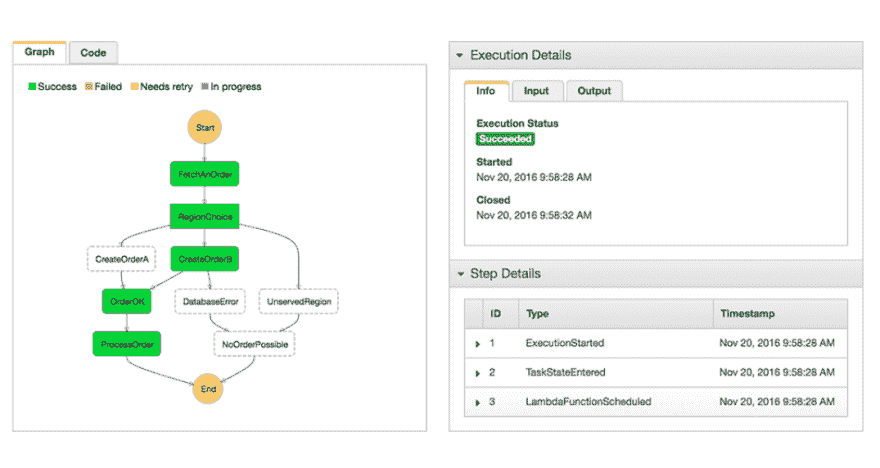 Graph Code
Success Failed Needs retry In progress
Start
FetchAnOrder
RegionChoice
CreateOrderA CreateOrderB
OrderOK DatabaseError UnservedRegion
ProcessOrder NoOrderPossible
End
Execution Details
Info Input Output
Execution Status
Succeeded
Started
Nov 20, 2016 9:58:28 AM
Closed
Nov 20, 2016 9:58:32 AM
Step Details
ID Type Timestamp
1 ExecutionStarted Nov 20, 2016 9:58:28 AM
2 TaskStateEntered Nov 20, 2016 9:58:28 AM
3 LambdaFunctionScheduled Nov 20, 2016 9:58:28 AM